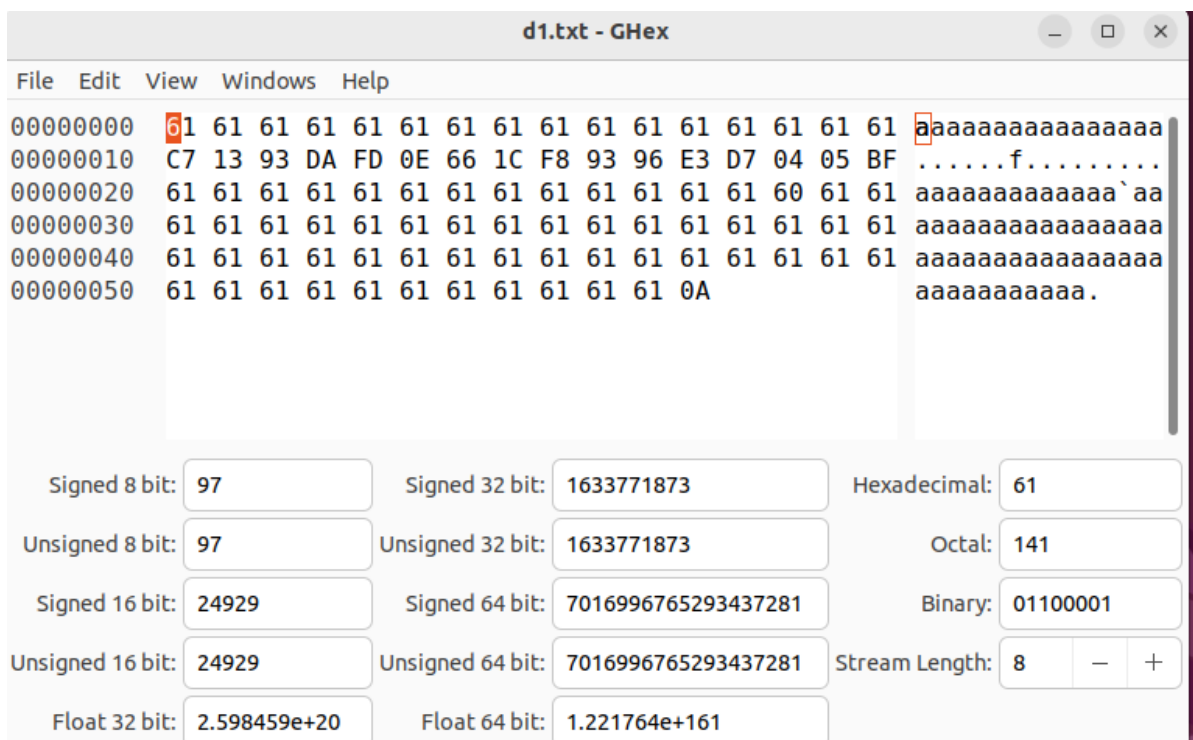 d1.txt - GHex
File Edit View Windows Help
00000000 61 61 61 61 61 61 61 61 61 61 61 61 61 61 61 61 aaaaaaaaaaaaaaaa
00000010 C7 13 93 DA FD 0E 66 1C F8 93 96 E3 D7 04 05 BF ......f.........
00000020 61 61 61 61 61 61 61 61 61 61 61 61 61 60 61 61 aaaaaaaaaaaaa`aa
00000030 61 61 61 61 61 61 61 61 61 61 61 61 61 61 61 61 aaaaaaaaaaaaaaaa
00000040 61 61 61 61 61 61 61 61 61 61 61 61 61 61 61 61 aaaaaaaaaaaaaaaa
00000050 61 61 61 61 61 61 61 61 61 61 61 0A aaaaaaaaaaa.
Signed 8 bit: 97 Signed 32 bit: 1633771873 Hexadecimal: 61
Unsigned 8 bit: 97 Unsigned 32 bit: 1633771873 Octal: 141
Signed 16 bit: 24929 Signed 64 bit: 7016996765293437281 Binary: 01100001
Unsigned 16 bit: 24929 Unsigned 64 bit: 7016996765293437281 Stream Length: 8 − +
Float 32 bit: 2.598459e+20 Float 64 bit: 1.221764e+161